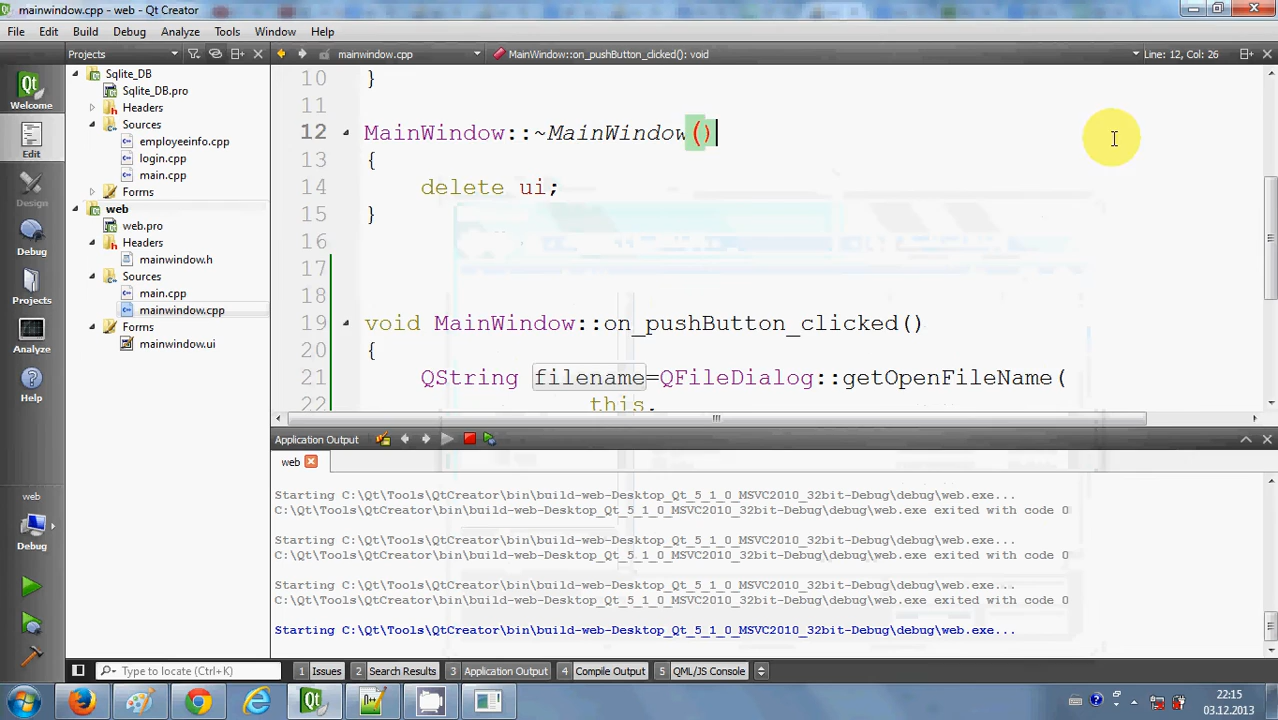 mainwindow.cpp - web - Qt Creator
File Edit Build Debug Analyze Tools Window Help
Projects mainwindow.cpp MainWindow::on_pushButton_clicked(): void Line: 12, Col: 26
Welcome
Edit
Design
Debug
Projects
Analyze
Help
web
Debug
Sqlite_DB
Sqlite_DB.pro
Headers
Sources
employeeinfo.cpp
login.cpp
main.cpp
Forms
web
web.pro
Headers
mainwindow.h
Sources
main.cpp
mainwindow.cpp
Forms
mainwindow.ui
10 }
11
12 MainWindow::~MainWindow()
13 {
14 delete ui;
15 }
16
17
18
19 void MainWindow::on_pushButton_clicked()
20 {
21 QString filename=QFileDialog::getOpenFileName(
22 this,
Application Output
web
Starting C:\Qt\Tools\QtCreator\bin\build-web-Desktop_Qt_5_1_0_MSVC2010_32bit-Debug\debug\web.exe...
C:\Qt\Tools\QtCreator\bin\build-web-Desktop_Qt_5_1_0_MSVC2010_32bit-Debug\debug\web.exe exited with code 0
Starting C:\Qt\Tools\QtCreator\bin\build-web-Desktop_Qt_5_1_0_MSVC2010_32bit-Debug\debug\web.exe...
C:\Qt\Tools\QtCreator\bin\build-web-Desktop_Qt_5_1_0_MSVC2010_32bit-Debug\debug\web.exe exited with code 0
Starting C:\Qt\Tools\QtCreator\bin\build-web-Desktop_Qt_5_1_0_MSVC2010_32bit-Debug\debug\web.exe...
C:\Qt\Tools\QtCreator\bin\build-web-Desktop_Qt_5_1_0_MSVC2010_32bit-Debug\debug\web.exe exited with code 0
Starting C:\Qt\Tools\QtCreator\bin\build-web-Desktop_Qt_5_1_0_MSVC2010_32bit-Debug\debug\web.exe...
Type to locate (Ctrl+K) 1 Issues 2 Search Results 3 Application Output 4 Compile Output 5 QML/JS Console
22:15
03.12.2013